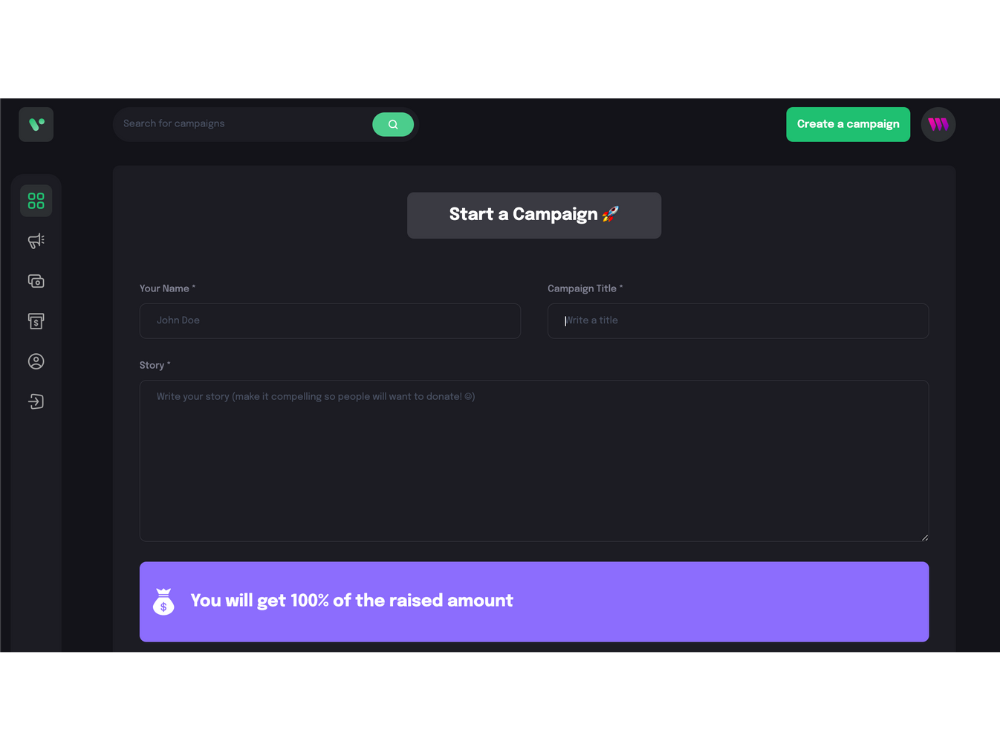 Search for campaigns
Create a campaign
Start a Campaign 🚀
Your Name *
Campaign Title *
John Doe
Write a title
Story *
Write your story (make it compelling so people will want to donate! ☺)
$
You will get 100% of the raised amount